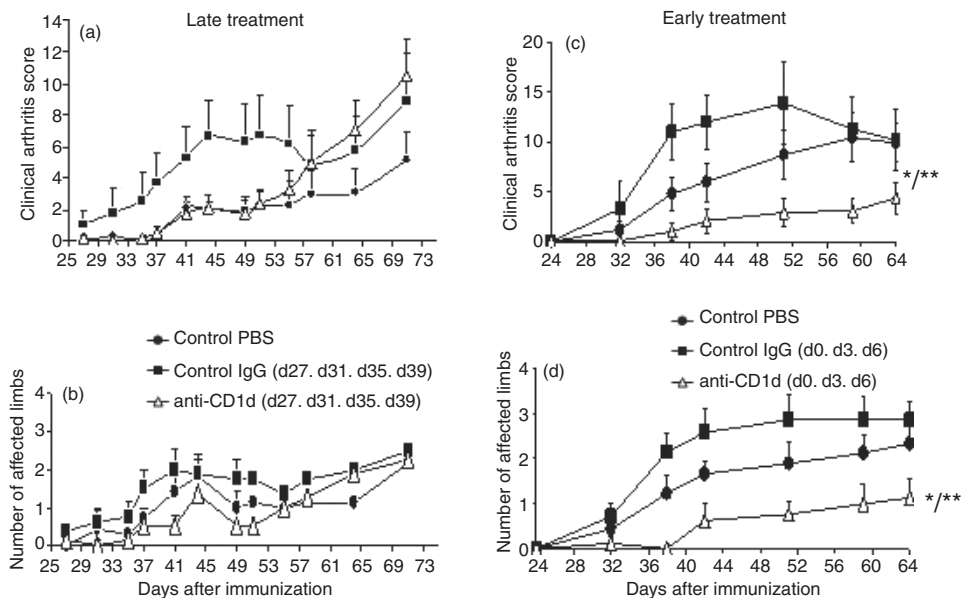 Late treatment
(a)
Clinical arthritis score
14
12
10
8
6
4
2
0
25 29 33 37 41 45 49 53 57 61 65 69 73
Early treatment
(c)
Clinical arthritis score
20
15
10
5
0
*/**
24 28 32 36 40 44 48 52 56 60 64
Control PBS
Control IgG (d27. d31. d35. d39)
anti-CD1d (d27. d31. d35. d39)
(b)
Number of affected limbs
4
3
2
1
0
25 29 33 37 41 45 49 53 57 61 65 69 73
Days after immunization
Control PBS
Control IgG (d0. d3. d6)
anti-CD1d (d0. d3. d6)
(d)
Number of affected limbs
4
3
2
1
0
*/**
24 28 32 36 40 44 48 52 56 60 64
Days after immunization